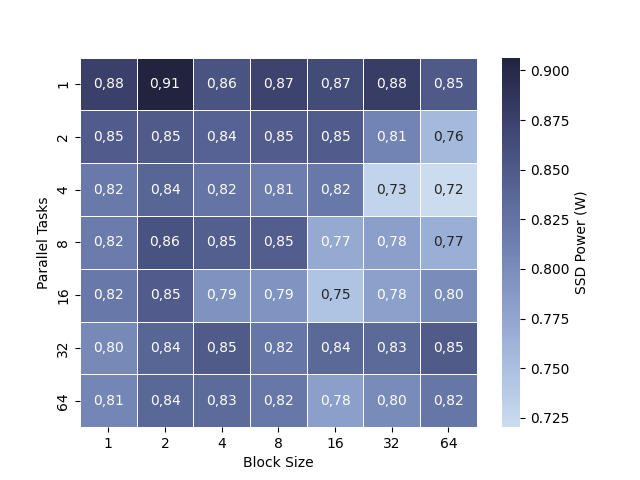 1 0,88 0,91 0,86 0,87 0,87 0,88 0,85
2 0,85 0,85 0,84 0,85 0,85 0,81 0,76
4 0,82 0,84 0,82 0,81 0,82 0,73 0,72
8 0,82 0,86 0,85 0,85 0,77 0,78 0,77
16 0,82 0,85 0,79 0,79 0,75 0,78 0,80
32 0,80 0,84 0,85 0,82 0,84 0,83 0,85
64 0,81 0,84 0,83 0,82 0,78 0,80 0,82
1 2 4 8 16 32 64
Block Size
Parallel Tasks
0.900
0.875
0.850
0.825
0.800
0.775
0.750
0.725
SSD Power (W)